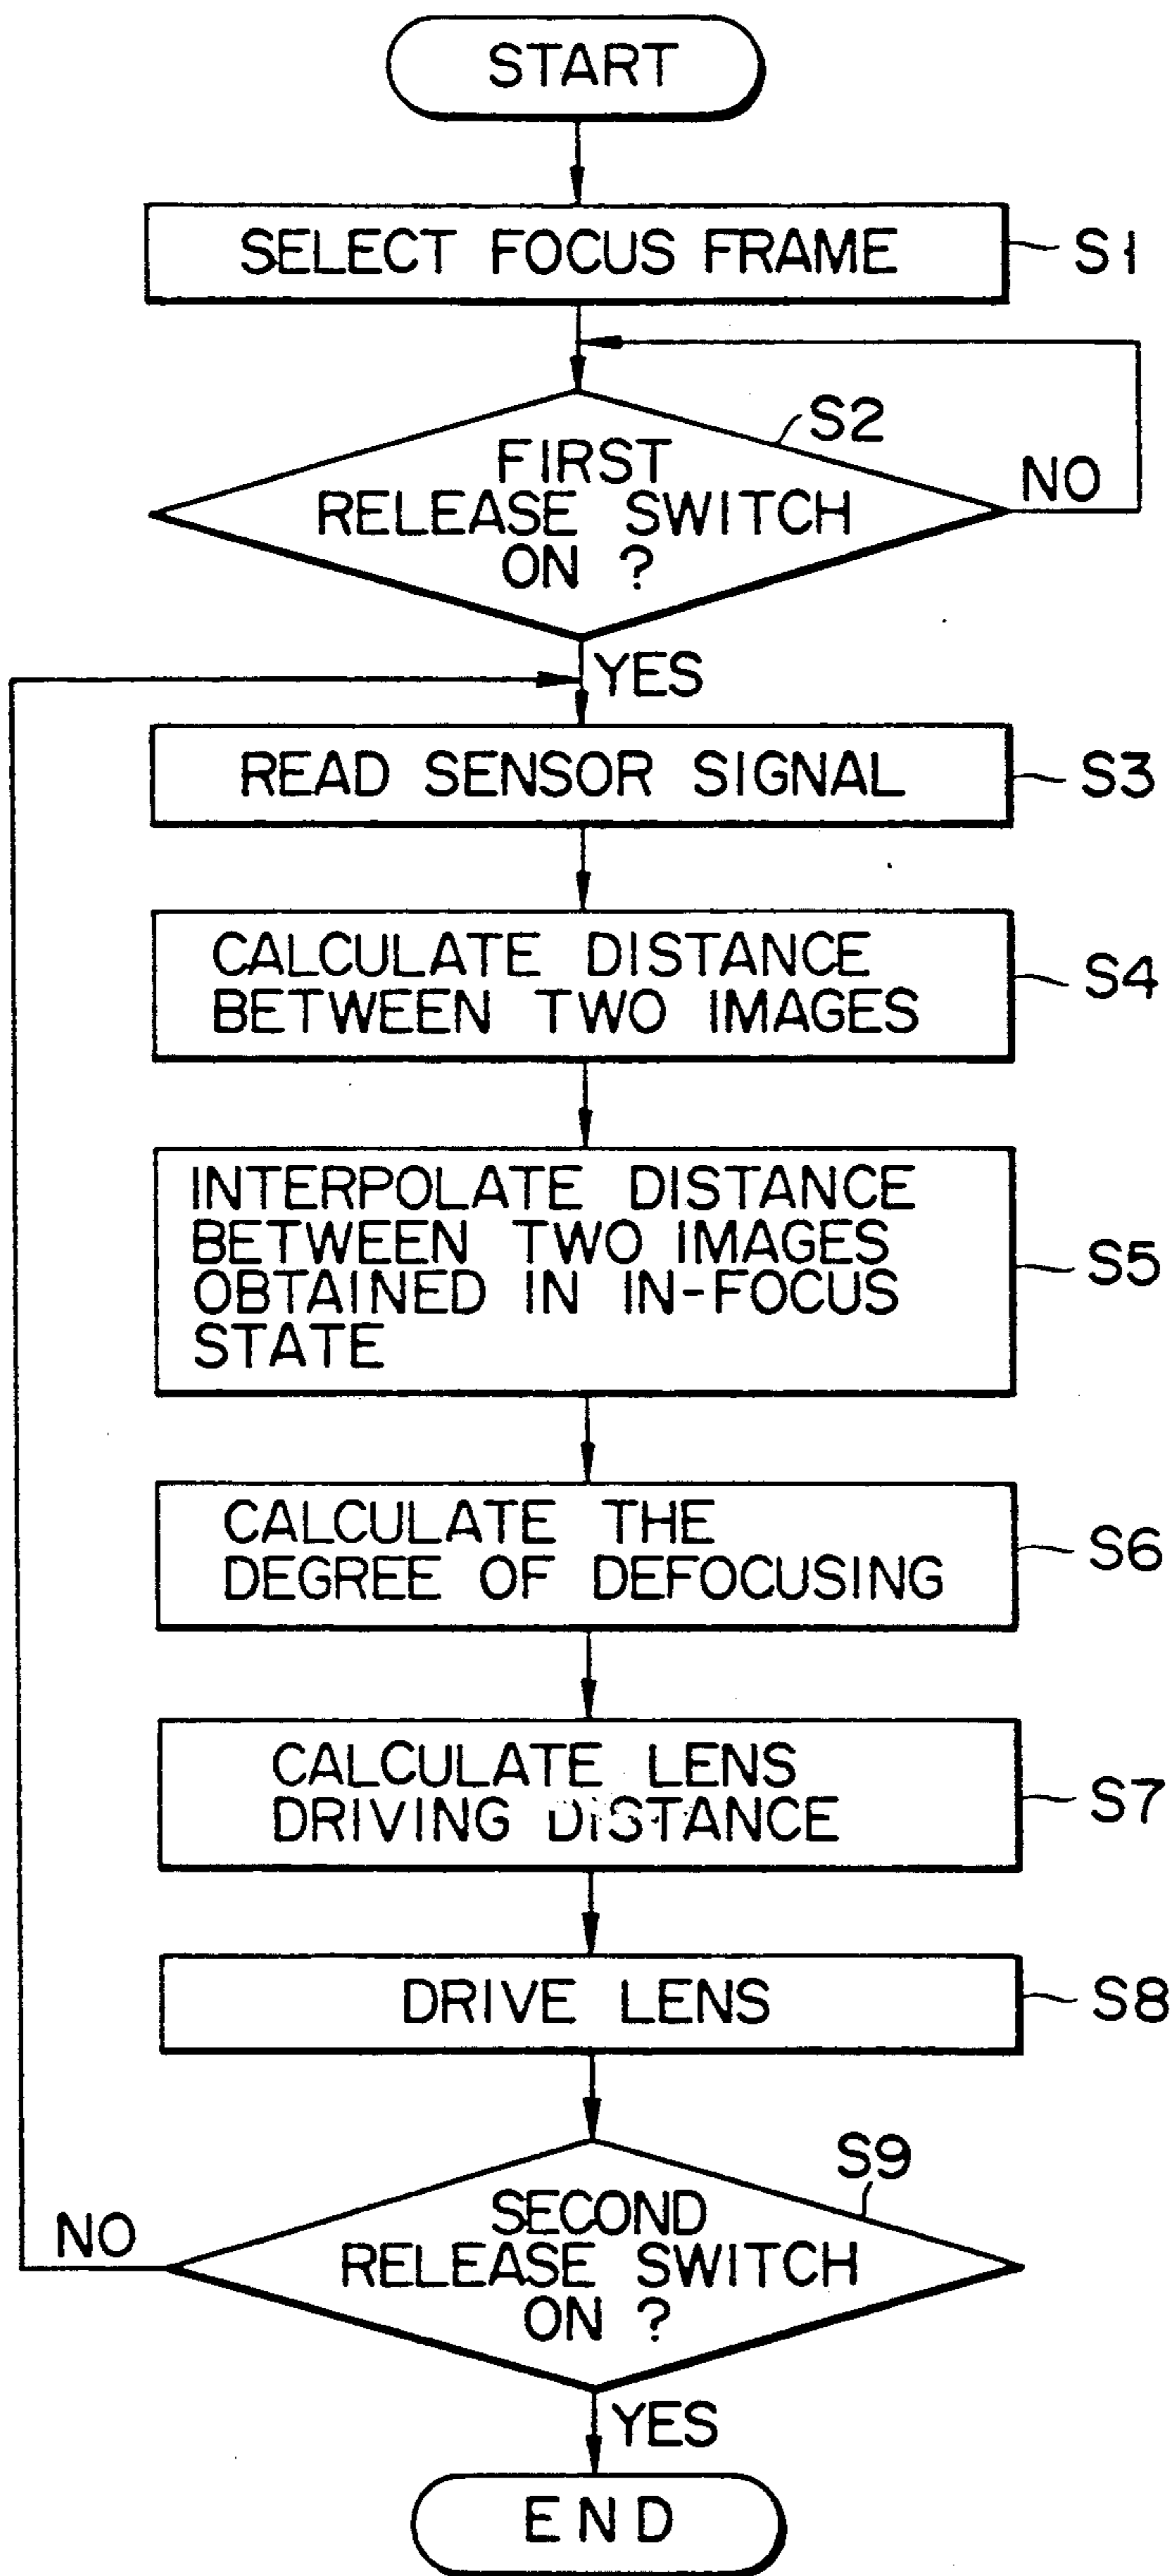 START
SELECT FOCUS FRAME
S1
S2
FIRST
RELEASE SWITCH
ON ?
NO
YES
READ SENSOR SIGNAL
S3
CALCULATE DISTANCE
BETWEEN TWO IMAGES
S4
INTERPOLATE DISTANCE
BETWEEN TWO IMAGES
OBTAINED IN IN-FOCUS
STATE
S5
CALCULATE THE
DEGREE OF DEFOCUSING
S6
CALCULATE LENS
DRIVING DISTANCE
S7
DRIVE LENS
S8
S9
SECOND
RELEASE SWITCH
ON ?
NO
YES
END